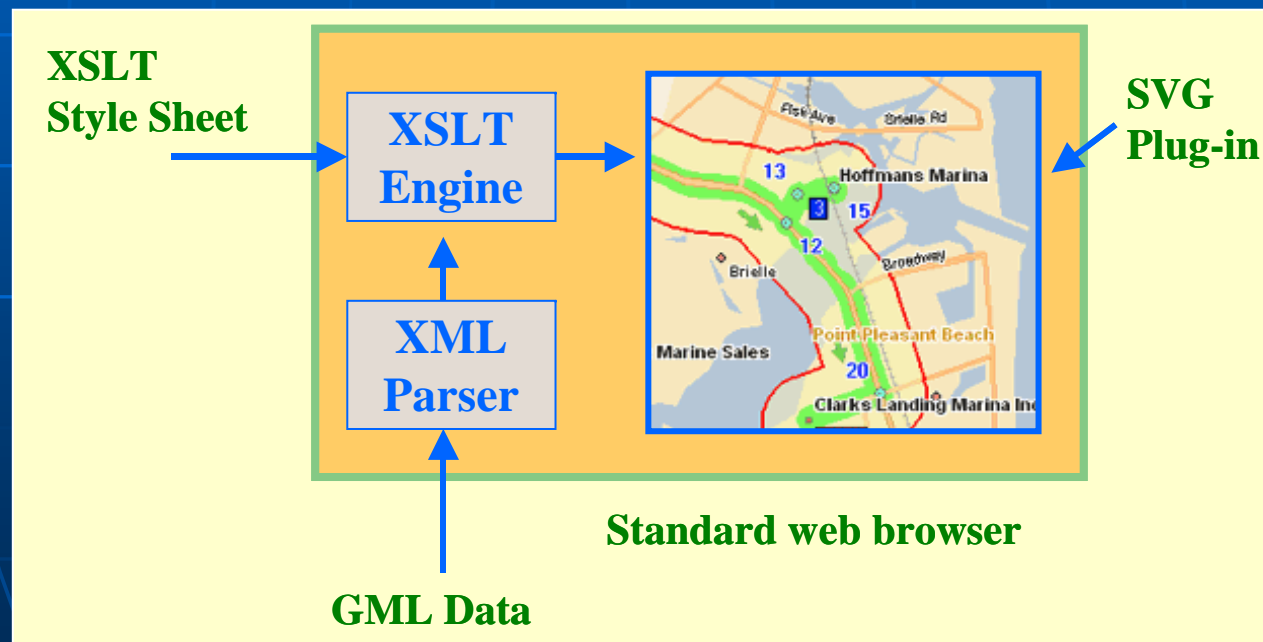 XSLT
Style Sheet
XSLT
Engine
XML
Parser
Fisk Ave
Brielle Rd
13
Hoffmans Marina
3
15
12
Broadway
Brielle
Point Pleasant Beach
Marine Sales
20
Clarks Landing Marina Inc
SVG
Plug-in
Standard web browser
GML Data